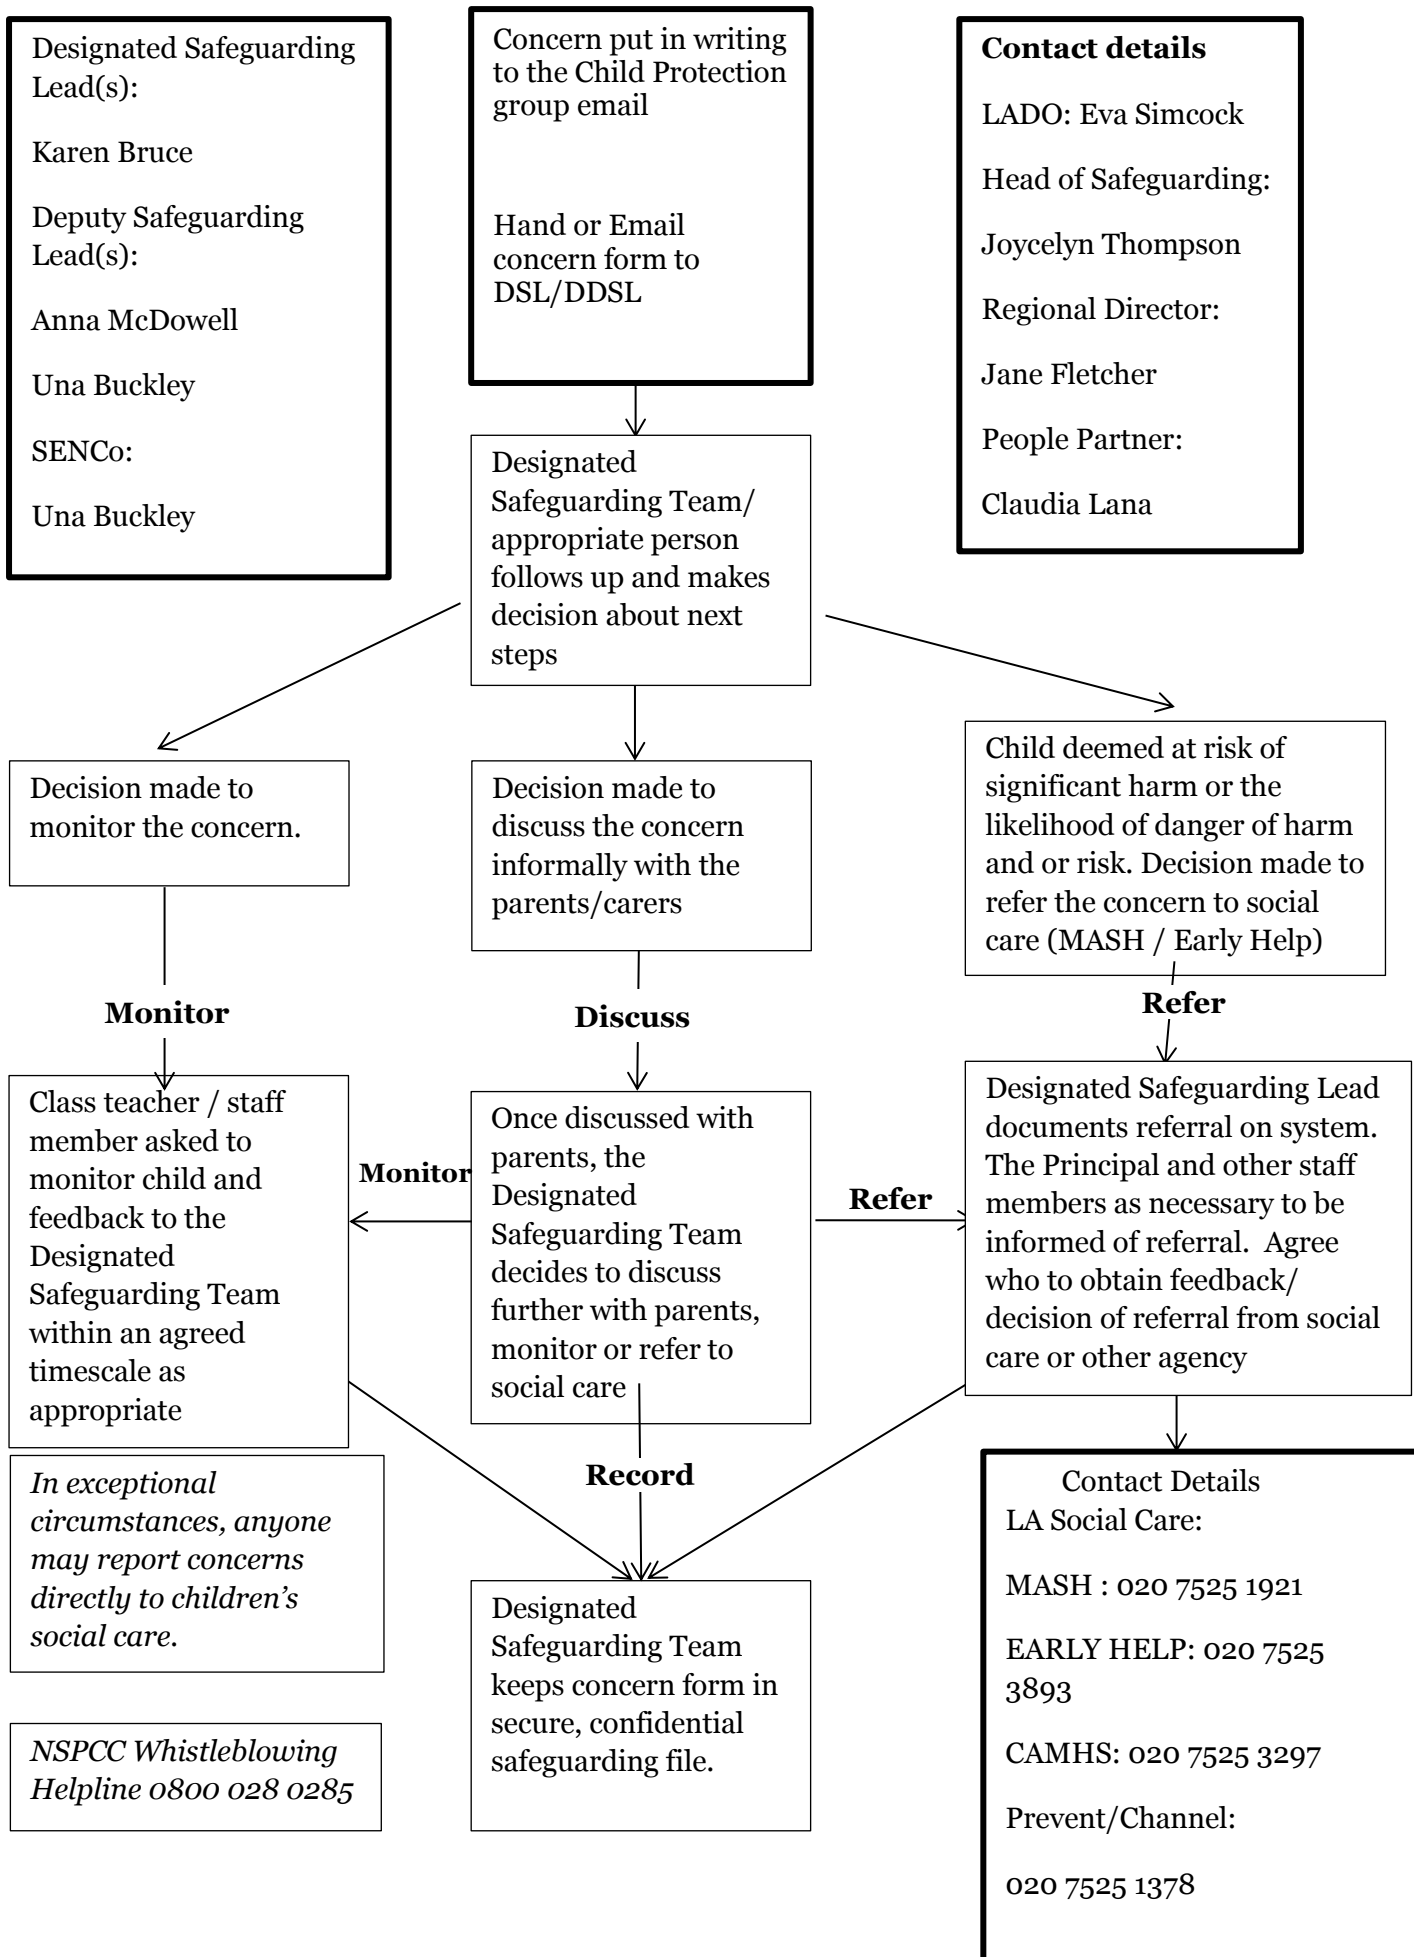 Designated Safeguarding
Lead(s):
Karen Bruce
Deputy Safeguarding
Lead(s):
Anna McDowell
Una Buckley
SENCo:
Una Buckley
Concern put in writing
to the Child Protection
group email
Hand or Email
concern form to
DSL/DDSL
Contact details
LADO: Eva Simcock
Head of Safeguarding:
Joycelyn Thompson
Regional Director:
Jane Fletcher
People Partner:
Claudia Lana
Designated
Safeguarding Team/
appropriate person
follows up and makes
decision about next
steps
Decision made to
monitor the concern.
Decision made to
discuss the concern
informally with the
parents/carers
Child deemed at risk of
significant harm or the
likelihood of danger of harm
and or risk. Decision made to
refer the concern to social
care (MASH / Early Help)
Monitor
Discuss
Refer
Class teacher / staff
member asked to
monitor child and
feedback to the
Designated
Safeguarding Team
within an agreed
timescale as
appropriate
Monitor
Once discussed with
parents, the
Designated
Safeguarding Team
decides to discuss
further with parents,
monitor or refer to
social care
Refer
Designated Safeguarding Lead
documents referral on system.
The Principal and other staff
members as necessary to be
informed of referral.  Agree
who to obtain feedback/
decision of referral from social
care or other agency
In exceptional
circumstances, anyone
may report concerns
directly to children’s
social care.
Record
Contact Details
LA Social Care:
MASH : 020 7525 1921
EARLY HELP: 020 7525
3893
CAMHS: 020 7525 3297
Prevent/Channel:
020 7525 1378
Designated
Safeguarding Team
keeps concern form in
secure, confidential
safeguarding file.
NSPCC Whistleblowing
Helpline 0800 028 0285